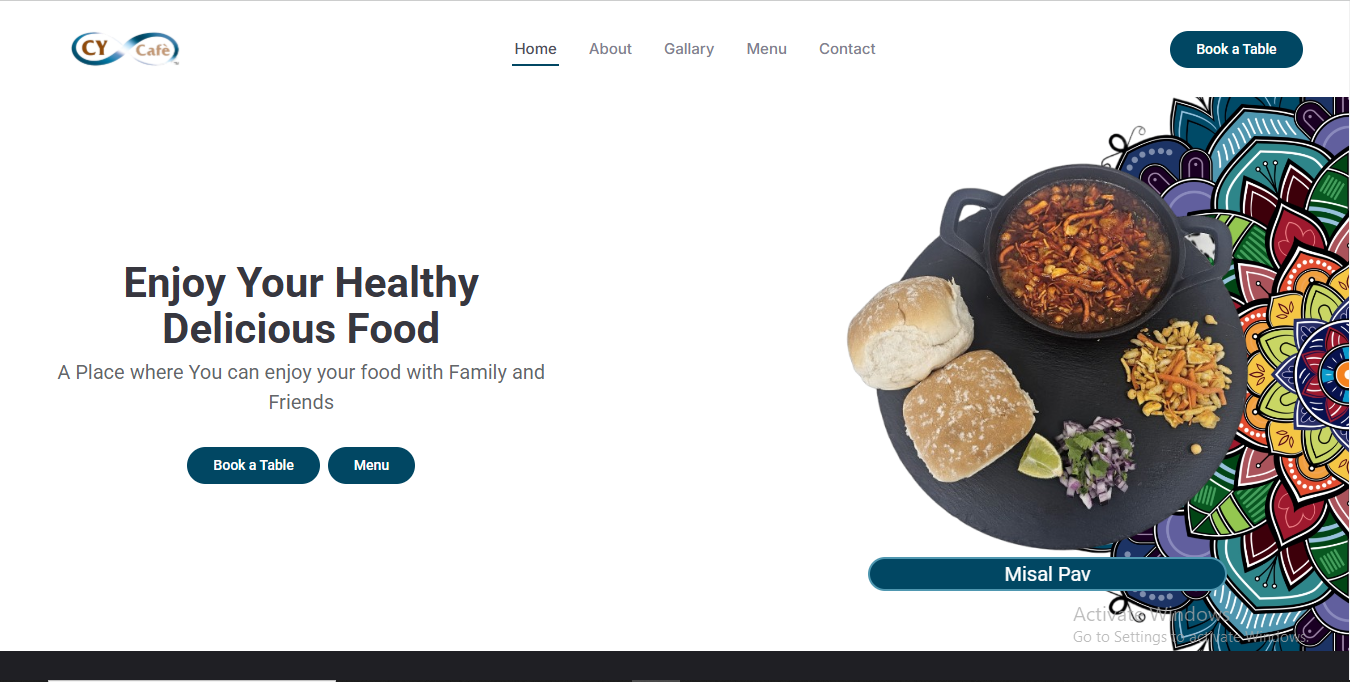 CY Cafè
Home About Gallary Menu Contact
Book a Table
Enjoy Your Healthy
Delicious Food
A Place where You can enjoy your food with Family and
Friends
Book a Table Menu
Misal Pav
Activate Windows
Go to Settings to activate Windows.